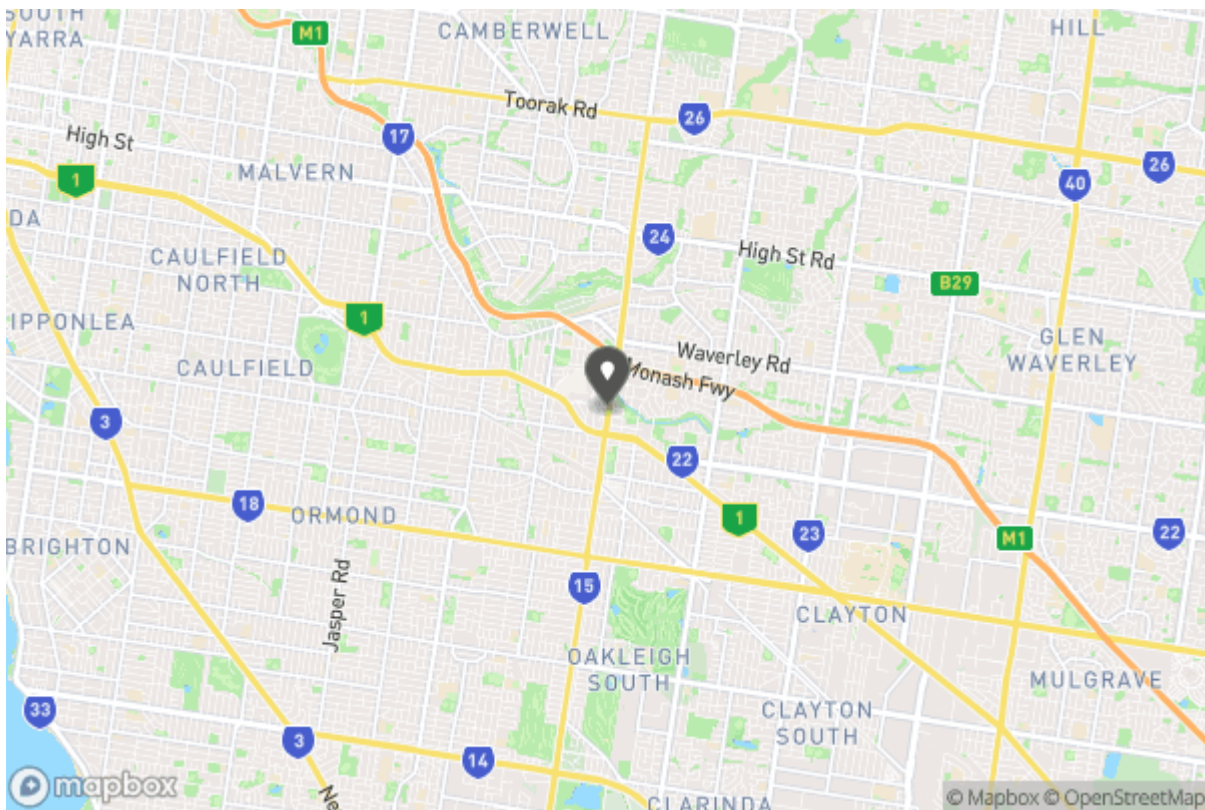 SOUTH
YARRA
M1
CAMBERWELL
HILL
Toorak Rd
26
High St
17
26
1
MALVERN
40
DA
24
High St Rd
CAULFIELD
NORTH
B29
IPPONLEA
1
GLEN
WAVERLEY
CAULFIELD
Waverley Rd
Monash Fwy
3
22
18
ORMOND
1
23
22
M1
BRIGHTON
Jasper Rd
15
CLAYTON
OAKLEIGH
SOUTH
MULGRAVE
33
CLAYTON
SOUTH
3
14
Ne
mapbox
CLARINDA
© Mapbox © OpenStreetMap